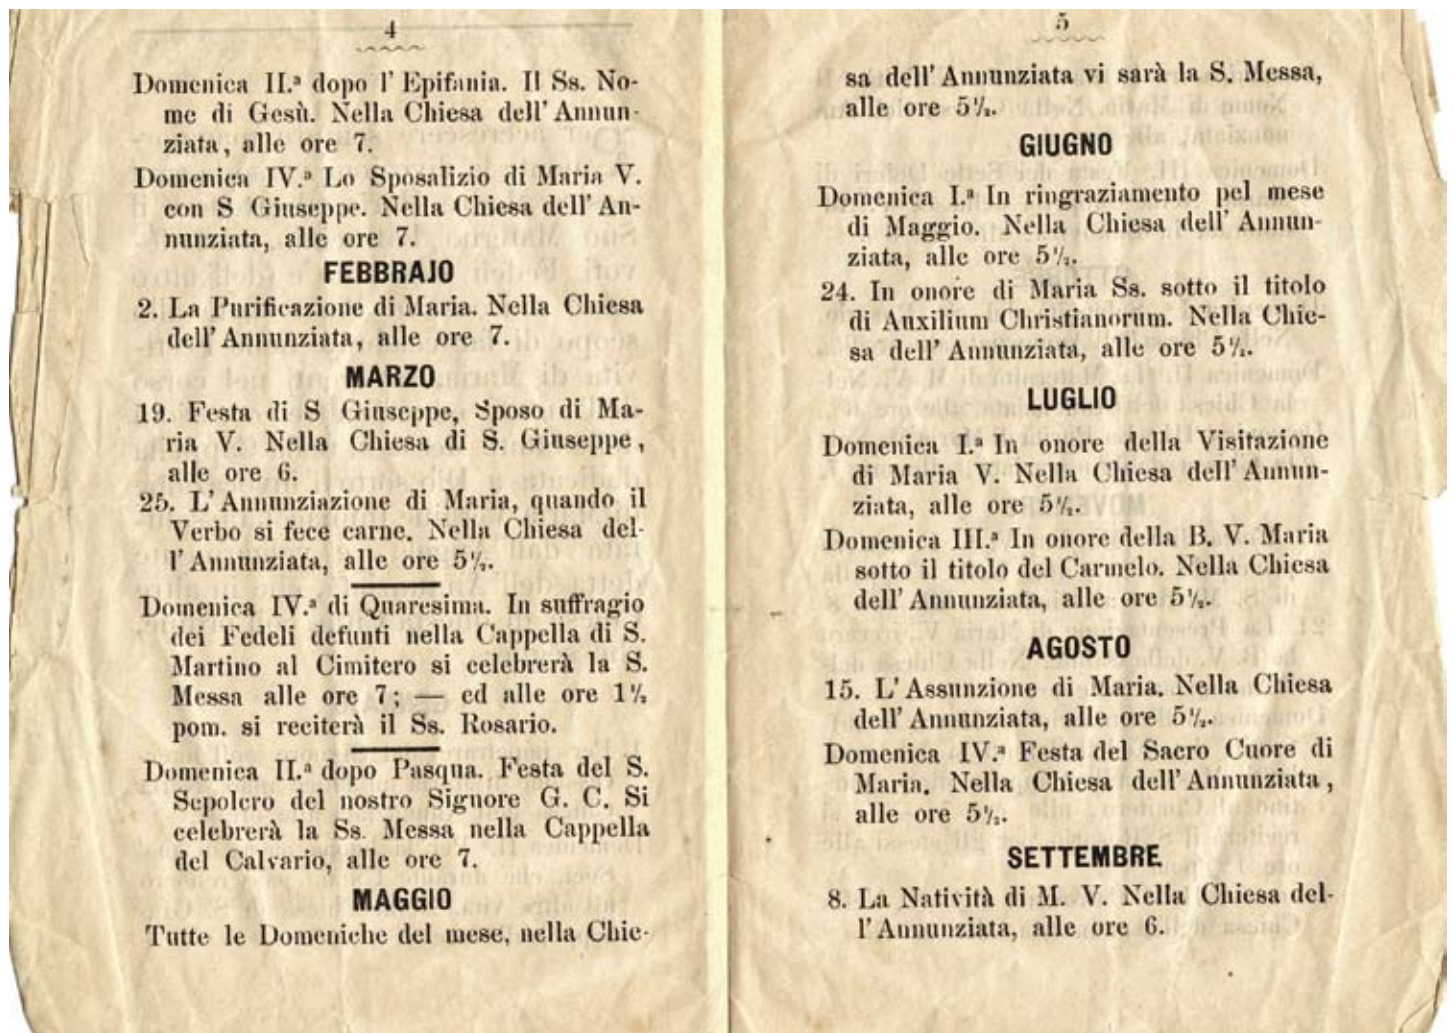 4
Domenica II.ª dopo l'Epifania. Il Ss. No-
me di Gesù. Nella Chiesa dell'Annun-
ziata, alle ore 7.
Domenica IV.ª Lo Sposalizio di Maria V.
con S Giuseppe. Nella Chiesa dell'An-
nunziata, alle ore 7.
FEBBRAJO
2. La Purificazione di Maria. Nella Chiesa
dell'Annunziata, alle ore 7.
MARZO
19. Festa di S Giuseppe, Sposo di Ma-
ria V. Nella Chiesa di S. Giuseppe,
alle ore 6.
25. L'Annunziazione di Maria, quando il
Verbo si fece carne. Nella Chiesa del-
l'Annunziata, alle ore 5½.
Domenica IV.ª di Quaresima. In suffragio
dei Fedeli defunti nella Cappella di S.
Martino al Cimitero si celebrerà la S.
Messa alle ore 7; — ed alle ore 1½
pom. si reciterà il Ss. Rosario.
Domenica II.ª dopo Pasqua. Festa del S.
Sepolcro del nostro Signore G. C. Si
celebrerà la Ss. Messa nella Cappella
del Calvario, alle ore 7.
MAGGIO
Tutte le Domeniche del mese, nella Chie-
5
sa dell'Annunziata vi sarà la S. Messa,
alle ore 5½.
GIUGNO
Domenica I.ª In ringraziamento pel mese
di Maggio. Nella Chiesa dell'Annun-
ziata, alle ore 5½.
24. In onore di Maria Ss. sotto il titolo
di Auxilium Christianorum. Nella Chie-
sa dell'Annunziata, alle ore 5½.
LUGLIO
Domenica I.ª In onore della Visitazione
di Maria V. Nella Chiesa dell'Annun-
ziata, alle ore 5½.
Domenica III.ª In onore della B. V. Maria
sotto il titolo del Carmelo. Nella Chiesa
dell'Annunziata, alle ore 5½.
AGOSTO
15. L'Assunzione di Maria. Nella Chiesa
dell'Annunziata, alle ore 5½.
Domenica IV.ª Festa del Sacro Cuore di
Maria. Nella Chiesa dell'Annunziata,
alle ore 5½.
SETTEMBRE
8. La Natività di M. V. Nella Chiesa del-
l'Annunziata, alle ore 6.